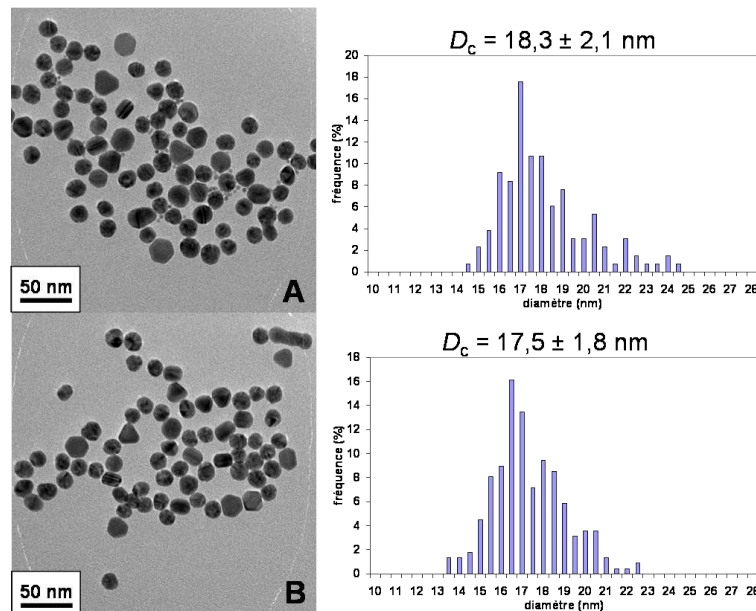 50 nm
A
D_c = 18,3 ± 2,1 nm
fréquence (%)
20
18
16
14
12
10
8
6
4
2
0
10 11 12 13 14 15 16 17 18 19 20 21 22 23 24 25 26 27 28
diamètre (nm)
50 nm
B
D_c = 17,5 ± 1,8 nm
fréquence (%)
18
16
14
12
10
8
6
4
2
0
10 11 12 13 14 15 16 17 18 19 20 21 22 23 24 25 26 27 28
diamètre (nm)